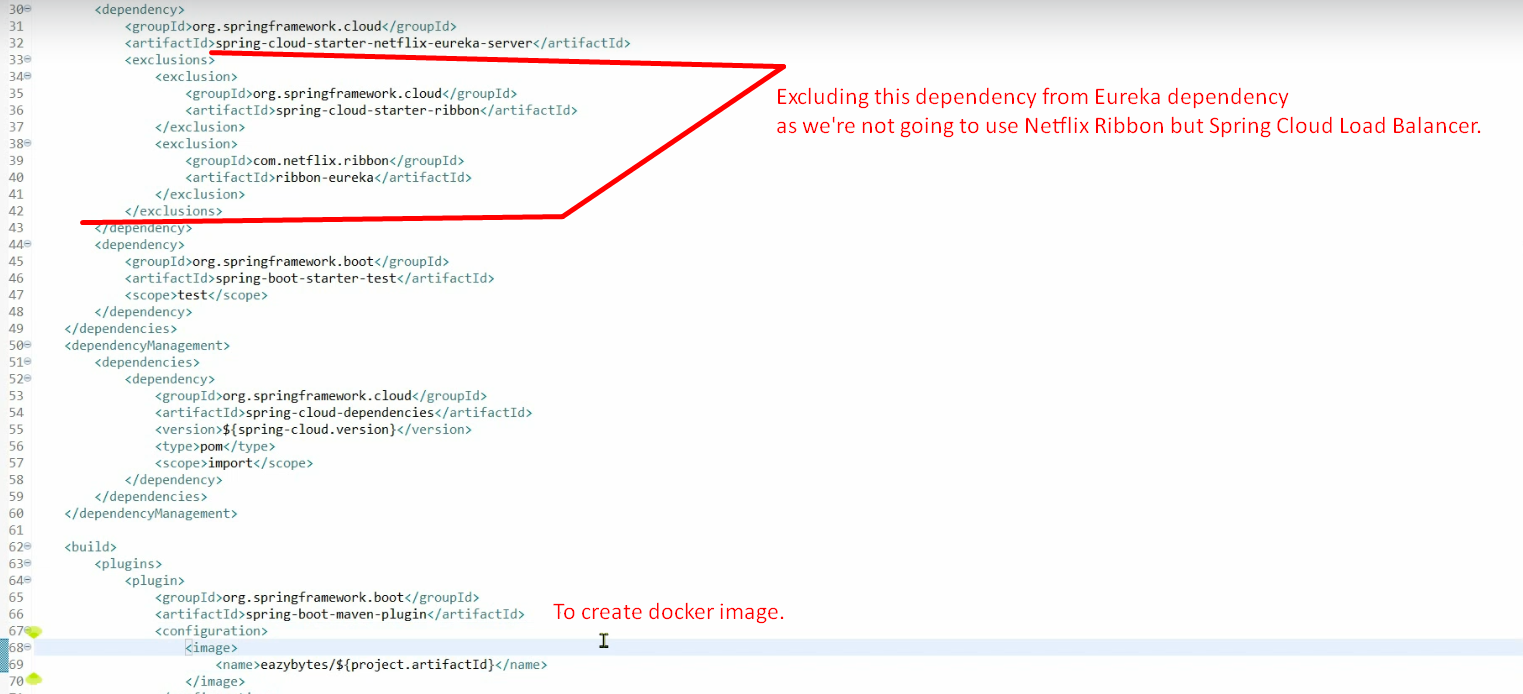 30 <dependency>
31 <groupId>org.springframework.cloud</groupId>
32 <artifactId>spring-cloud-starter-netflix-eureka-server</artifactId>
33 <exclusions>
34 <exclusion>
35 <groupId>org.springframework.cloud</groupId>
36 <artifactId>spring-cloud-starter-ribbon</artifactId>
37 </exclusion>
38 <exclusion>
39 <groupId>com.netflix.ribbon</groupId>
40 <artifactId>ribbon-eureka</artifactId>
41 </exclusion>
42 </exclusions>
Excluding this dependency from Eureka dependency
as we're not going to use Netflix Ribbon but Spring Cloud Load Balancer.
43 </dependency>
44 <dependency>
45 <groupId>org.springframework.boot</groupId>
46 <artifactId>spring-boot-starter-test</artifactId>
47 <scope>test</scope>
48 </dependency>
49 </dependencies>
50 <dependencyManagement>
51 <dependencies>
52 <dependency>
53 <groupId>org.springframework.cloud</groupId>
54 <artifactId>spring-cloud-dependencies</artifactId>
55 <version>${spring-cloud.version}</version>
56 <type>pom</type>
57 <scope>import</scope>
58 </dependency>
59 </dependencies>
60 </dependencyManagement>
61
62 <build>
63 <plugins>
64 <plugin>
65 <groupId>org.springframework.boot</groupId>
66 <artifactId>spring-boot-maven-plugin</artifactId>
To create docker image.
67 <configuration>
68 <image>
69 <name>eazybytes/${project.artifactId}</name>
70 </image>